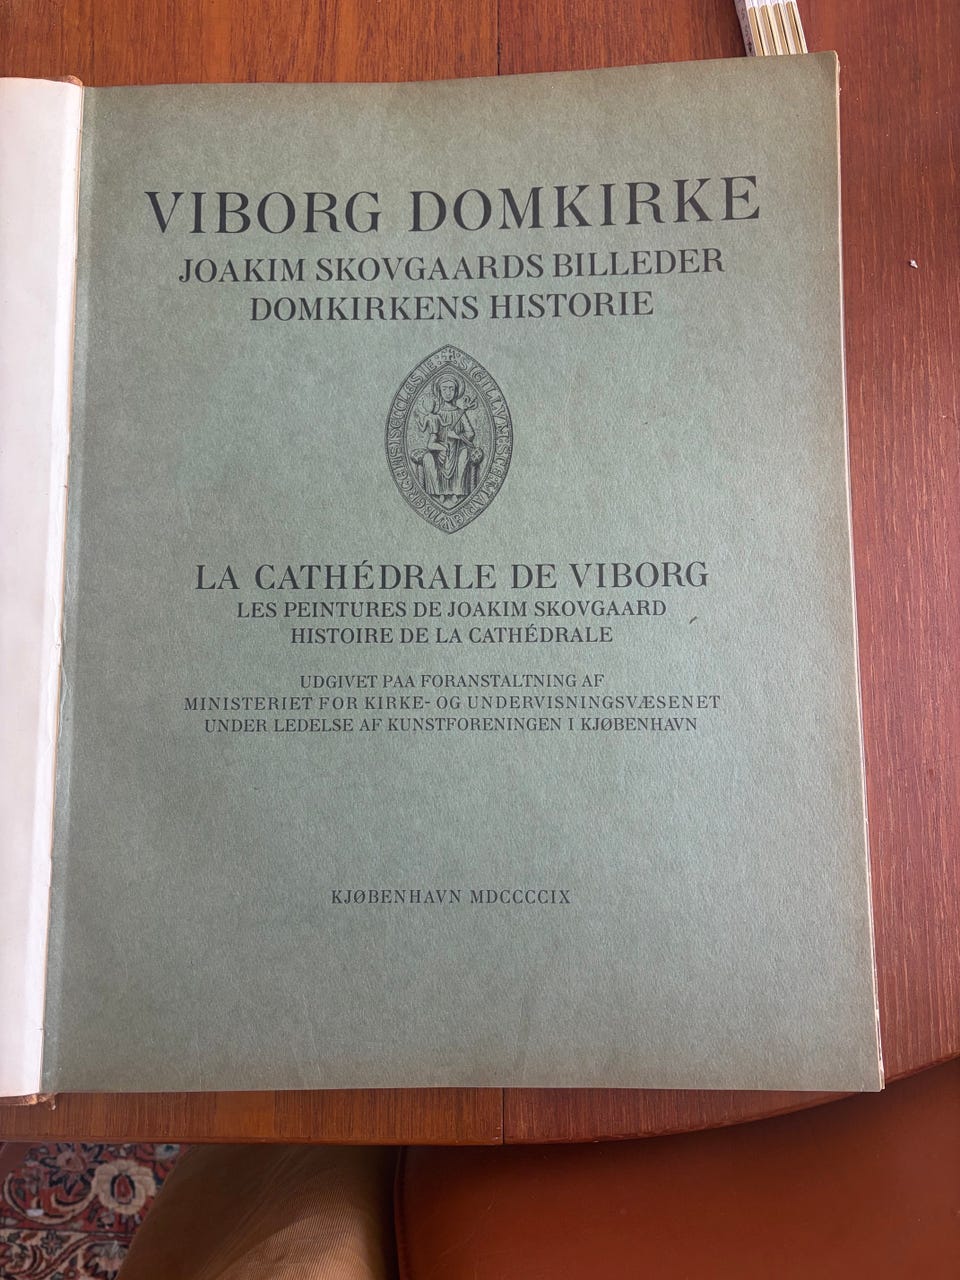 VIBORG DOMKIRKE
JOAKIM SKOVGAARDS BILLEDER
DOMKIRKENS HISTORIE
LA CATHÉDRALE DE VIBORG
LES PEINTURES DE JOAKIM SKOVGAARD
HISTOIRE DE LA CATHÉDRALE
UDGIVET PAA FORANSTALTNING AF
MINISTERIET FOR KIRKE- OG UNDERVISNINGSVÆSENET
UNDER LEDELSE AF KUNSTFORENINGEN I KJØBENHAVN
KJØBENHAVN MDCCCCIX